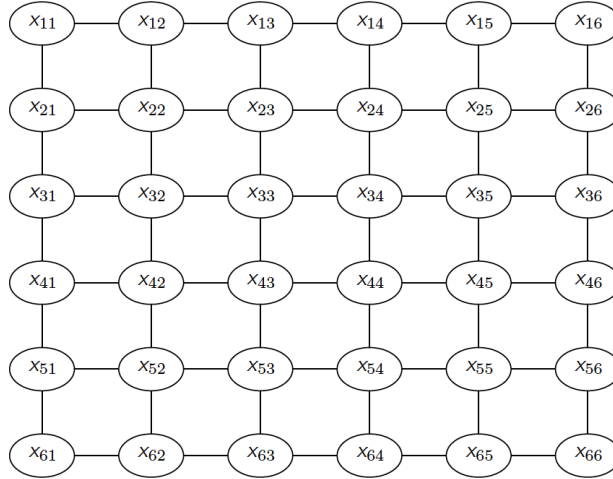 x11 x12 x13 x14 x15 x16
x21 x22 x23 x24 x25 x26
x31 x32 x33 x34 x35 x36
x41 x42 x43 x44 x45 x46
x51 x52 x53 x54 x55 x56
x61 x62 x63 x64 x65 x66